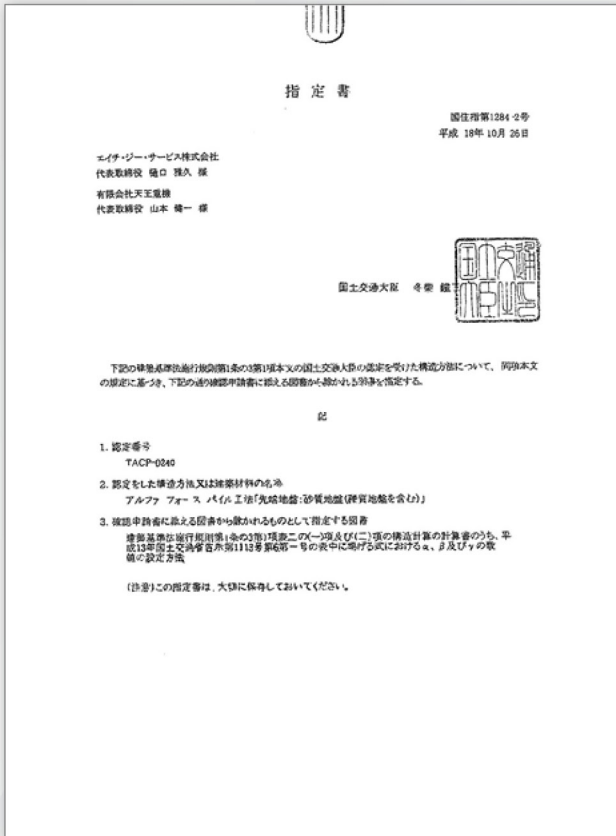 指定書
国住指第1284-2号
平成 18年10月26日
エイチ・ジー・サービス株式会社
代表取締役 樋口 雅久 様
有限会社天王重機
代表取締役 山本 健一 様
国土交通大臣 冬柴 鐵
国土交通大臣之印
下記の建築基準法施行規則第1条の3第1項本文の国土交通大臣の認定を受けた構造方法について、同項本文
の規定に基づき、下記の通り確認申請書に添える図書から除かれる図書を指定する。
記
1. 認定番号
TACP-0240
2. 認定をした構造方法又は建築材料の名称
アルファ フォース パイル工法「先端地盤:砂質地盤(礫質地盤を含む)」
3. 確認申請書に添える図書から除かれるものとして指定する図書
建築基準法施行規則第1条の3第1項表二の(一)項及び(二)項の構造計算の計算書のうち、平
成13年国土交通省告示第1113号第6第一号の表中に掲げる式におけるα、β及びγの数
値の設定方法
(注意)この指定書は、大切に保存しておいてください。